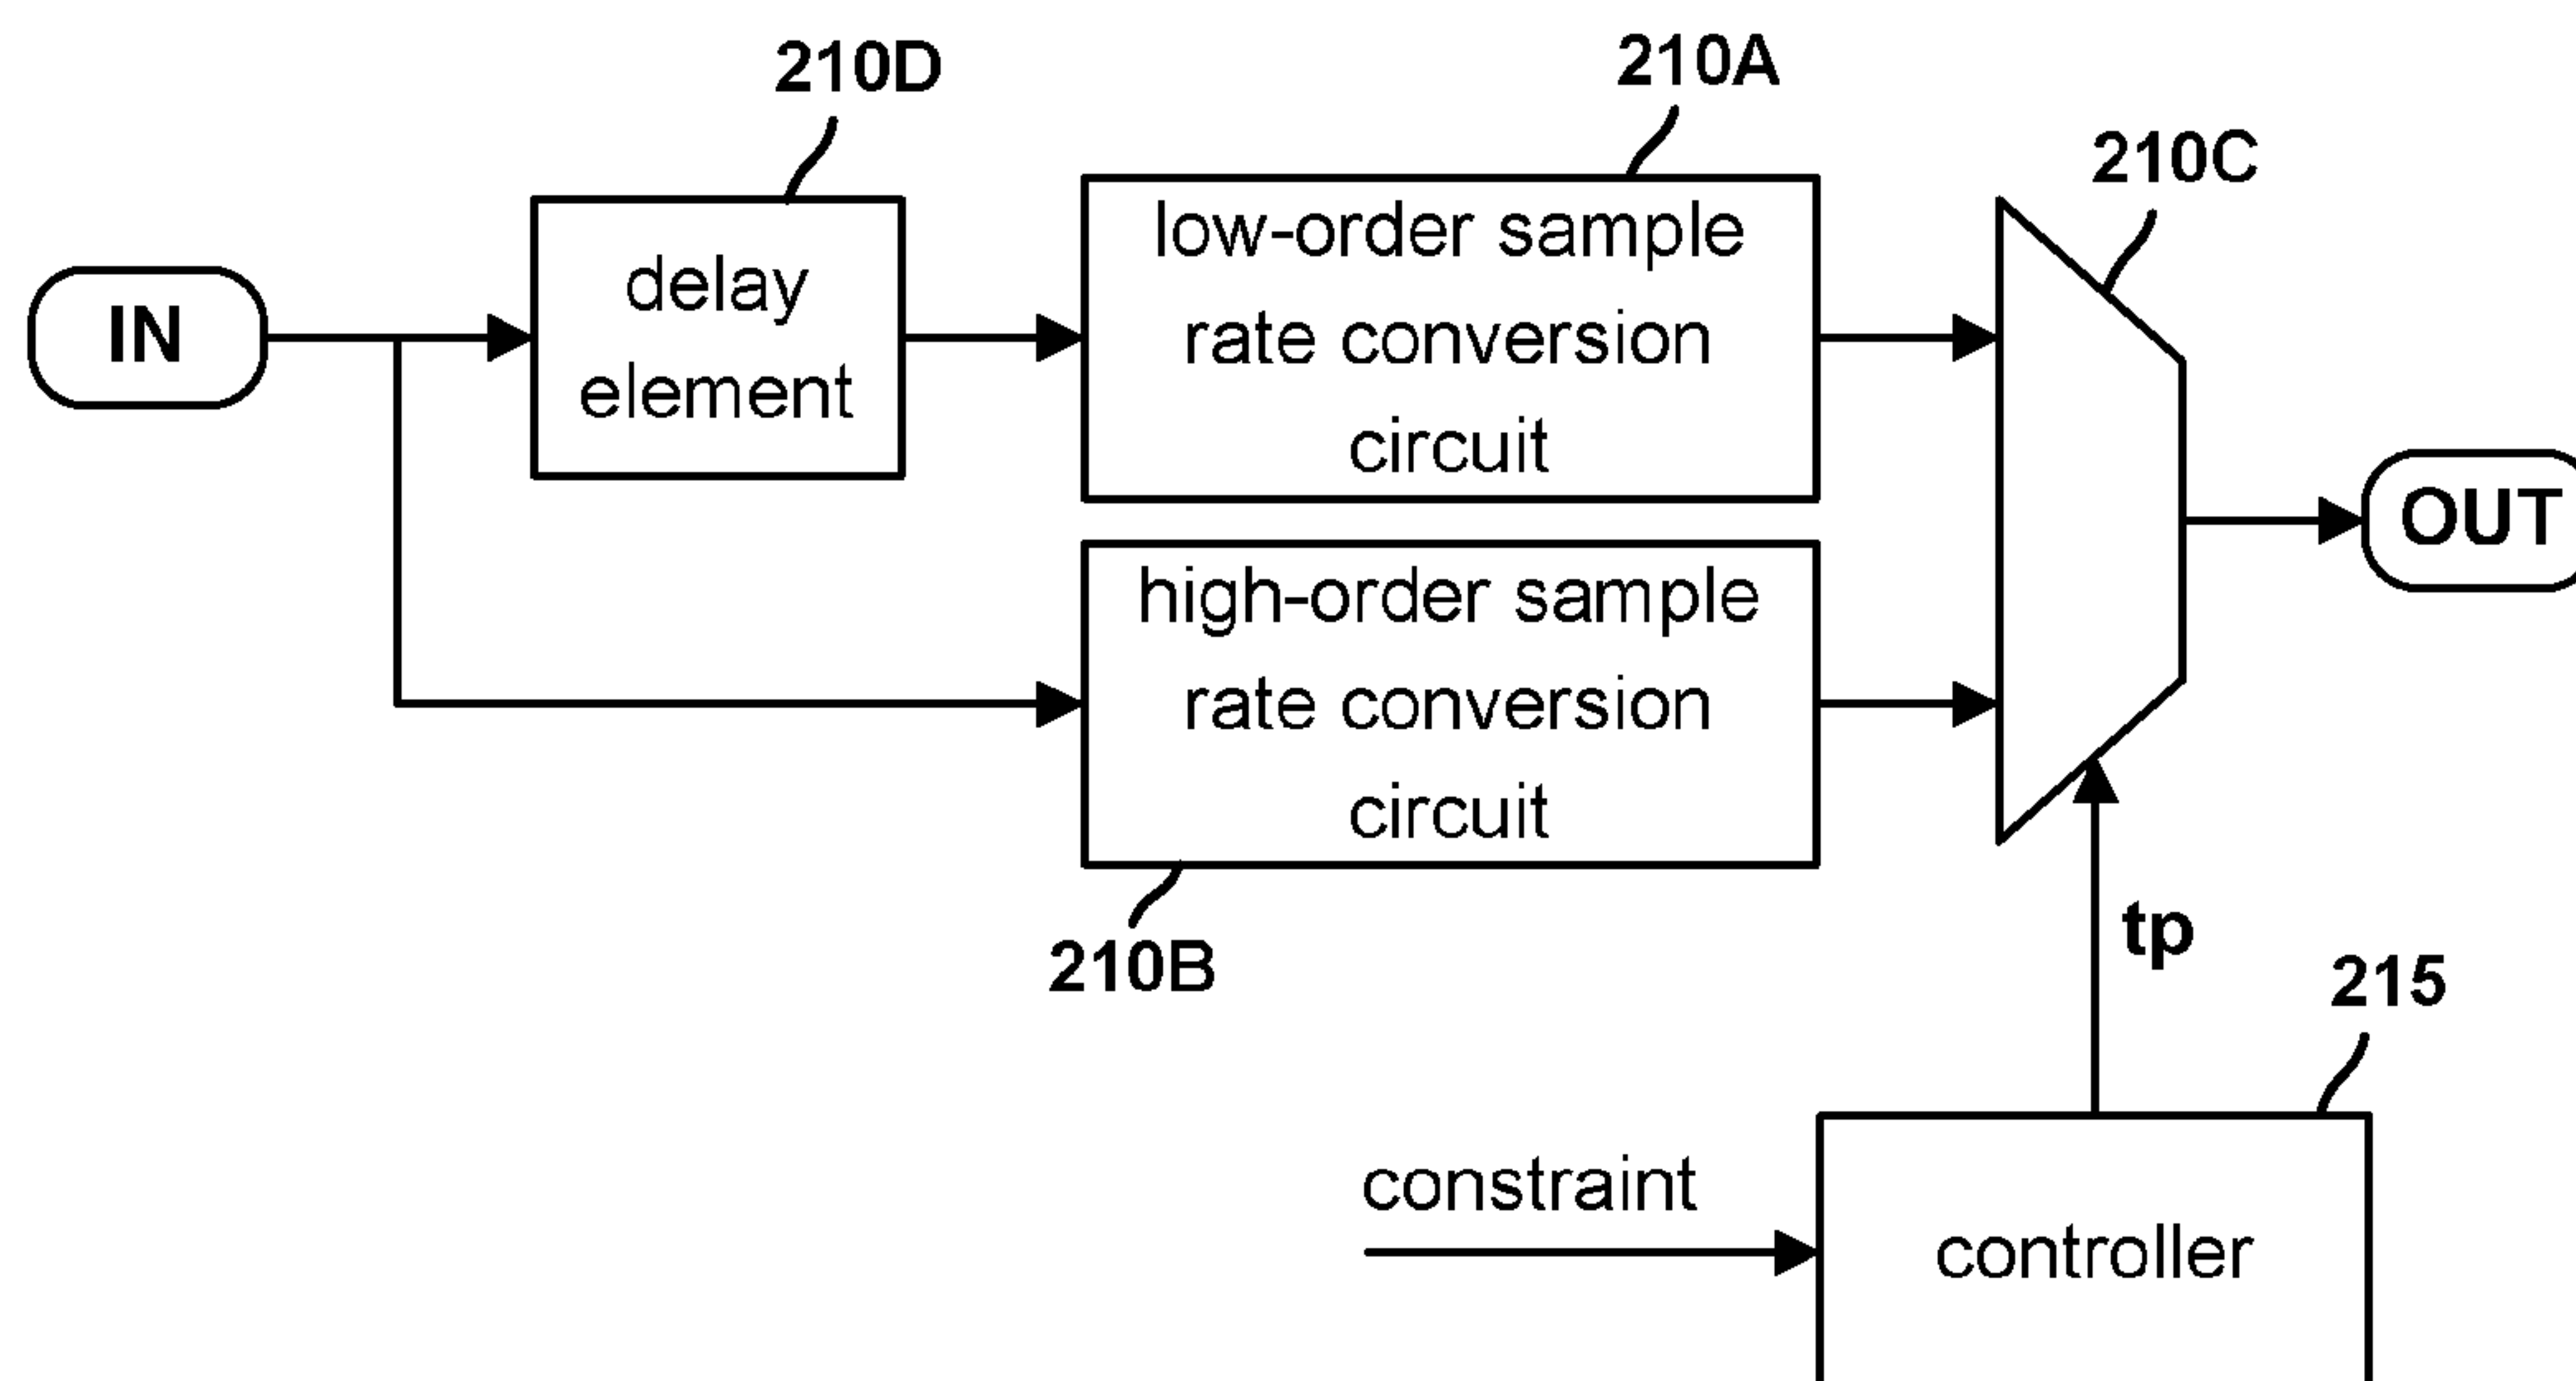 210D
210A
210C
IN
delay
element
low-order sample
rate conversion
circuit
OUT
high-order sample
rate conversion
circuit
210B
tp
215
constraint
controller